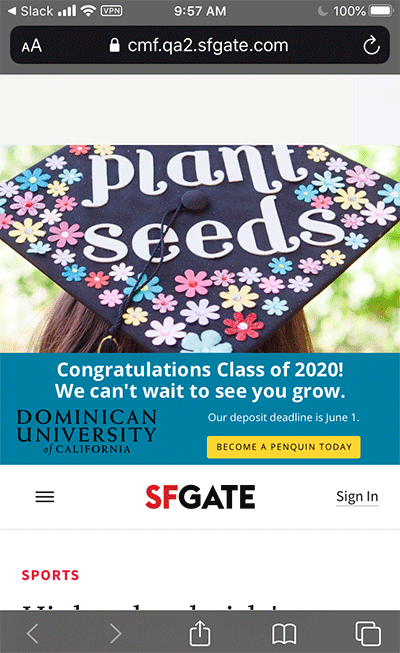 Slack VPN 9:57 AM 100%
AA cmf.qa2.sfgate.com
plant
seeds
Congratulations Class of 2020!
We can't wait to see you grow.
DOMINICAN
UNIVERSITY
of CALIFORNIA
Our deposit deadline is June 1.
BECOME A PENQUIN TODAY
SFGATE
Sign In
SPORTS